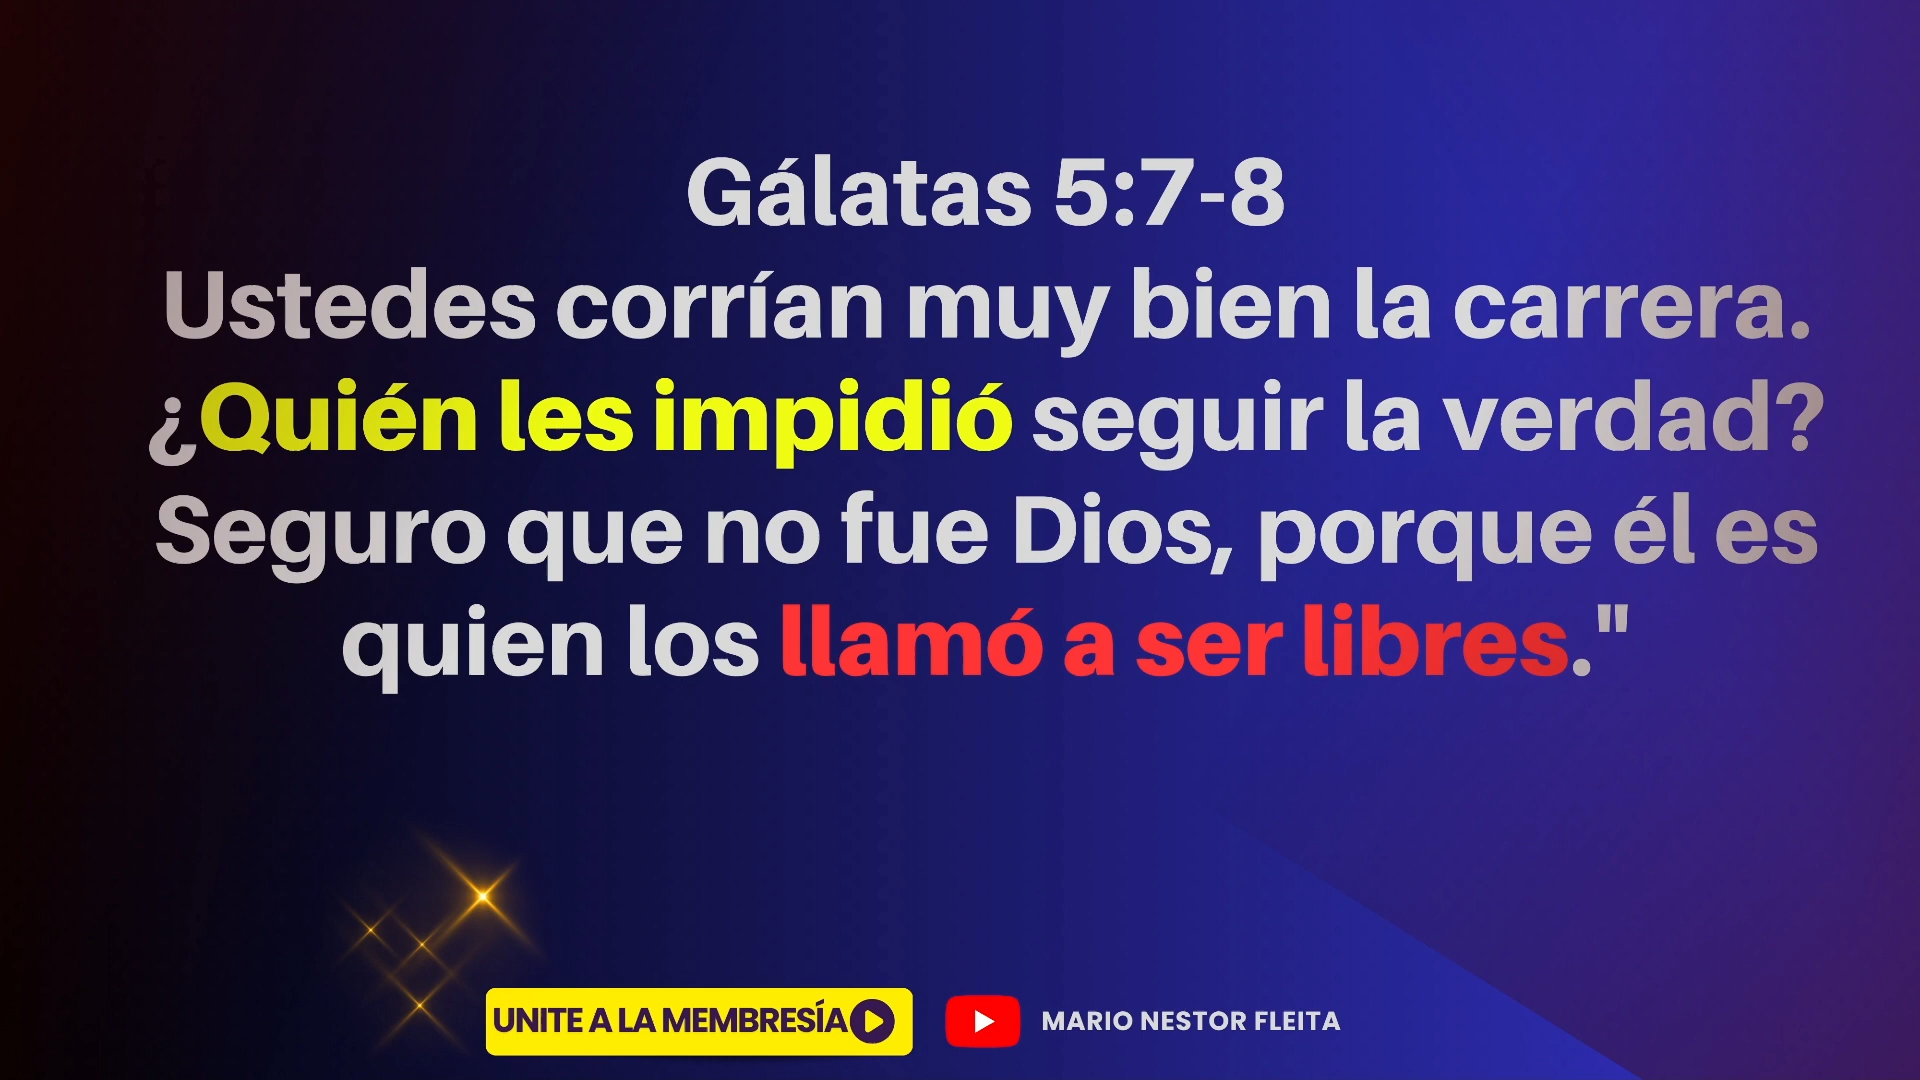 Gálatas 5:7-8
Ustedes corrían muy bien la carrera.
¿Quién les impidió seguir la verdad?
Seguro que no fue Dios, porque él es
quien los llamó a ser libres."
UNITE A LA MEMBRESÍA
MARIO NESTOR FLEITA